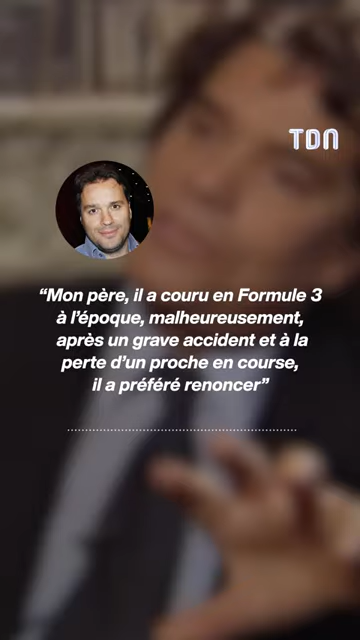 TDN
“Mon père, il a couru en Formule 3
à l’époque, malheureusement,
après un grave accident et à la
perte d’un proche en course,
il a préféré renoncer”